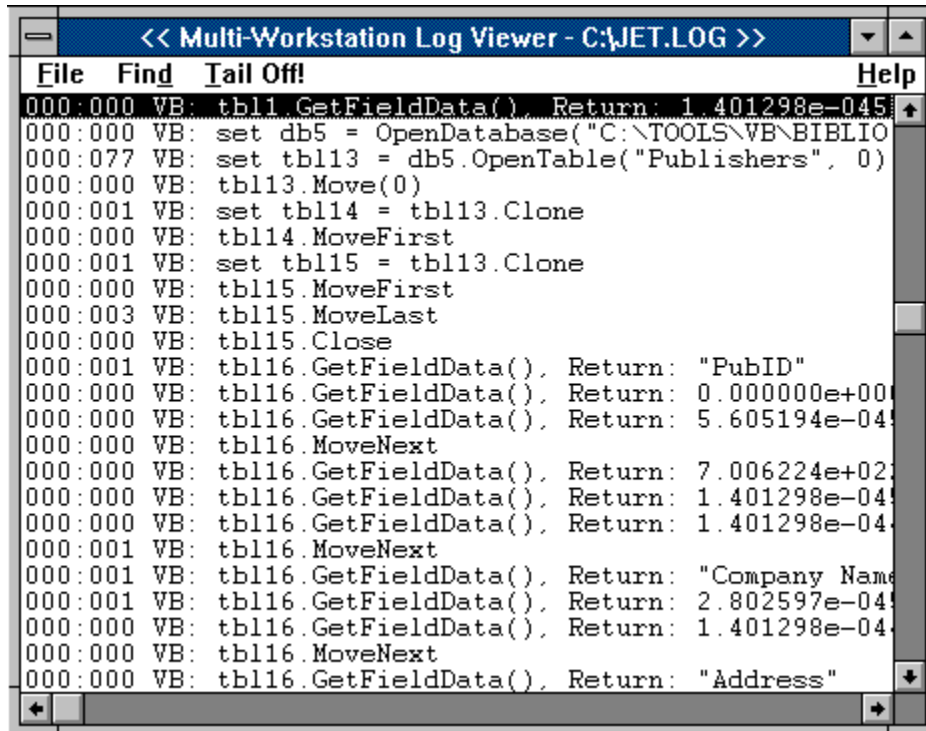 << Multi-Workstation Log Viewer - C:\JET.LOG >>
File Find Tail Off! Help
000:000 VB: tbl1.GetFieldData(), Return: 1.401298e-045
000:000 VB: set db5 = OpenDatabase("C:\TOOLS\VB\BIBLIO
000:077 VB: set tbl13 = db5.OpenTable("Publishers", 0)
000:000 VB: tbl13.Move(0)
000:001 VB: set tbl14 = tbl13.Clone
000:000 VB: tbl14.MoveFirst
000:001 VB: set tbl15 = tbl13.Clone
000:000 VB: tbl15.MoveFirst
000:003 VB: tbl15.MoveLast
000:000 VB: tbl15.Close
000:001 VB: tbl16.GetFieldData(), Return: "PubID"
000:000 VB: tbl16.GetFieldData(), Return: 0.000000e+00
000:000 VB: tbl16.GetFieldData(), Return: 5.605194e-04
000:000 VB: tbl16.MoveNext
000:000 VB: tbl16.GetFieldData(), Return: 7.006224e+02
000:000 VB: tbl16.GetFieldData(), Return: 1.401298e-04
000:000 VB: tbl16.GetFieldData(), Return: 1.401298e-04
000:001 VB: tbl16.MoveNext
000:001 VB: tbl16.GetFieldData(), Return: "Company Name
000:001 VB: tbl16.GetFieldData(), Return: 2.802597e-04
000:000 VB: tbl16.GetFieldData(), Return: 1.401298e-04
000:000 VB: tbl16.MoveNext
000:000 VB: tbl16.GetFieldData(), Return: "Address"